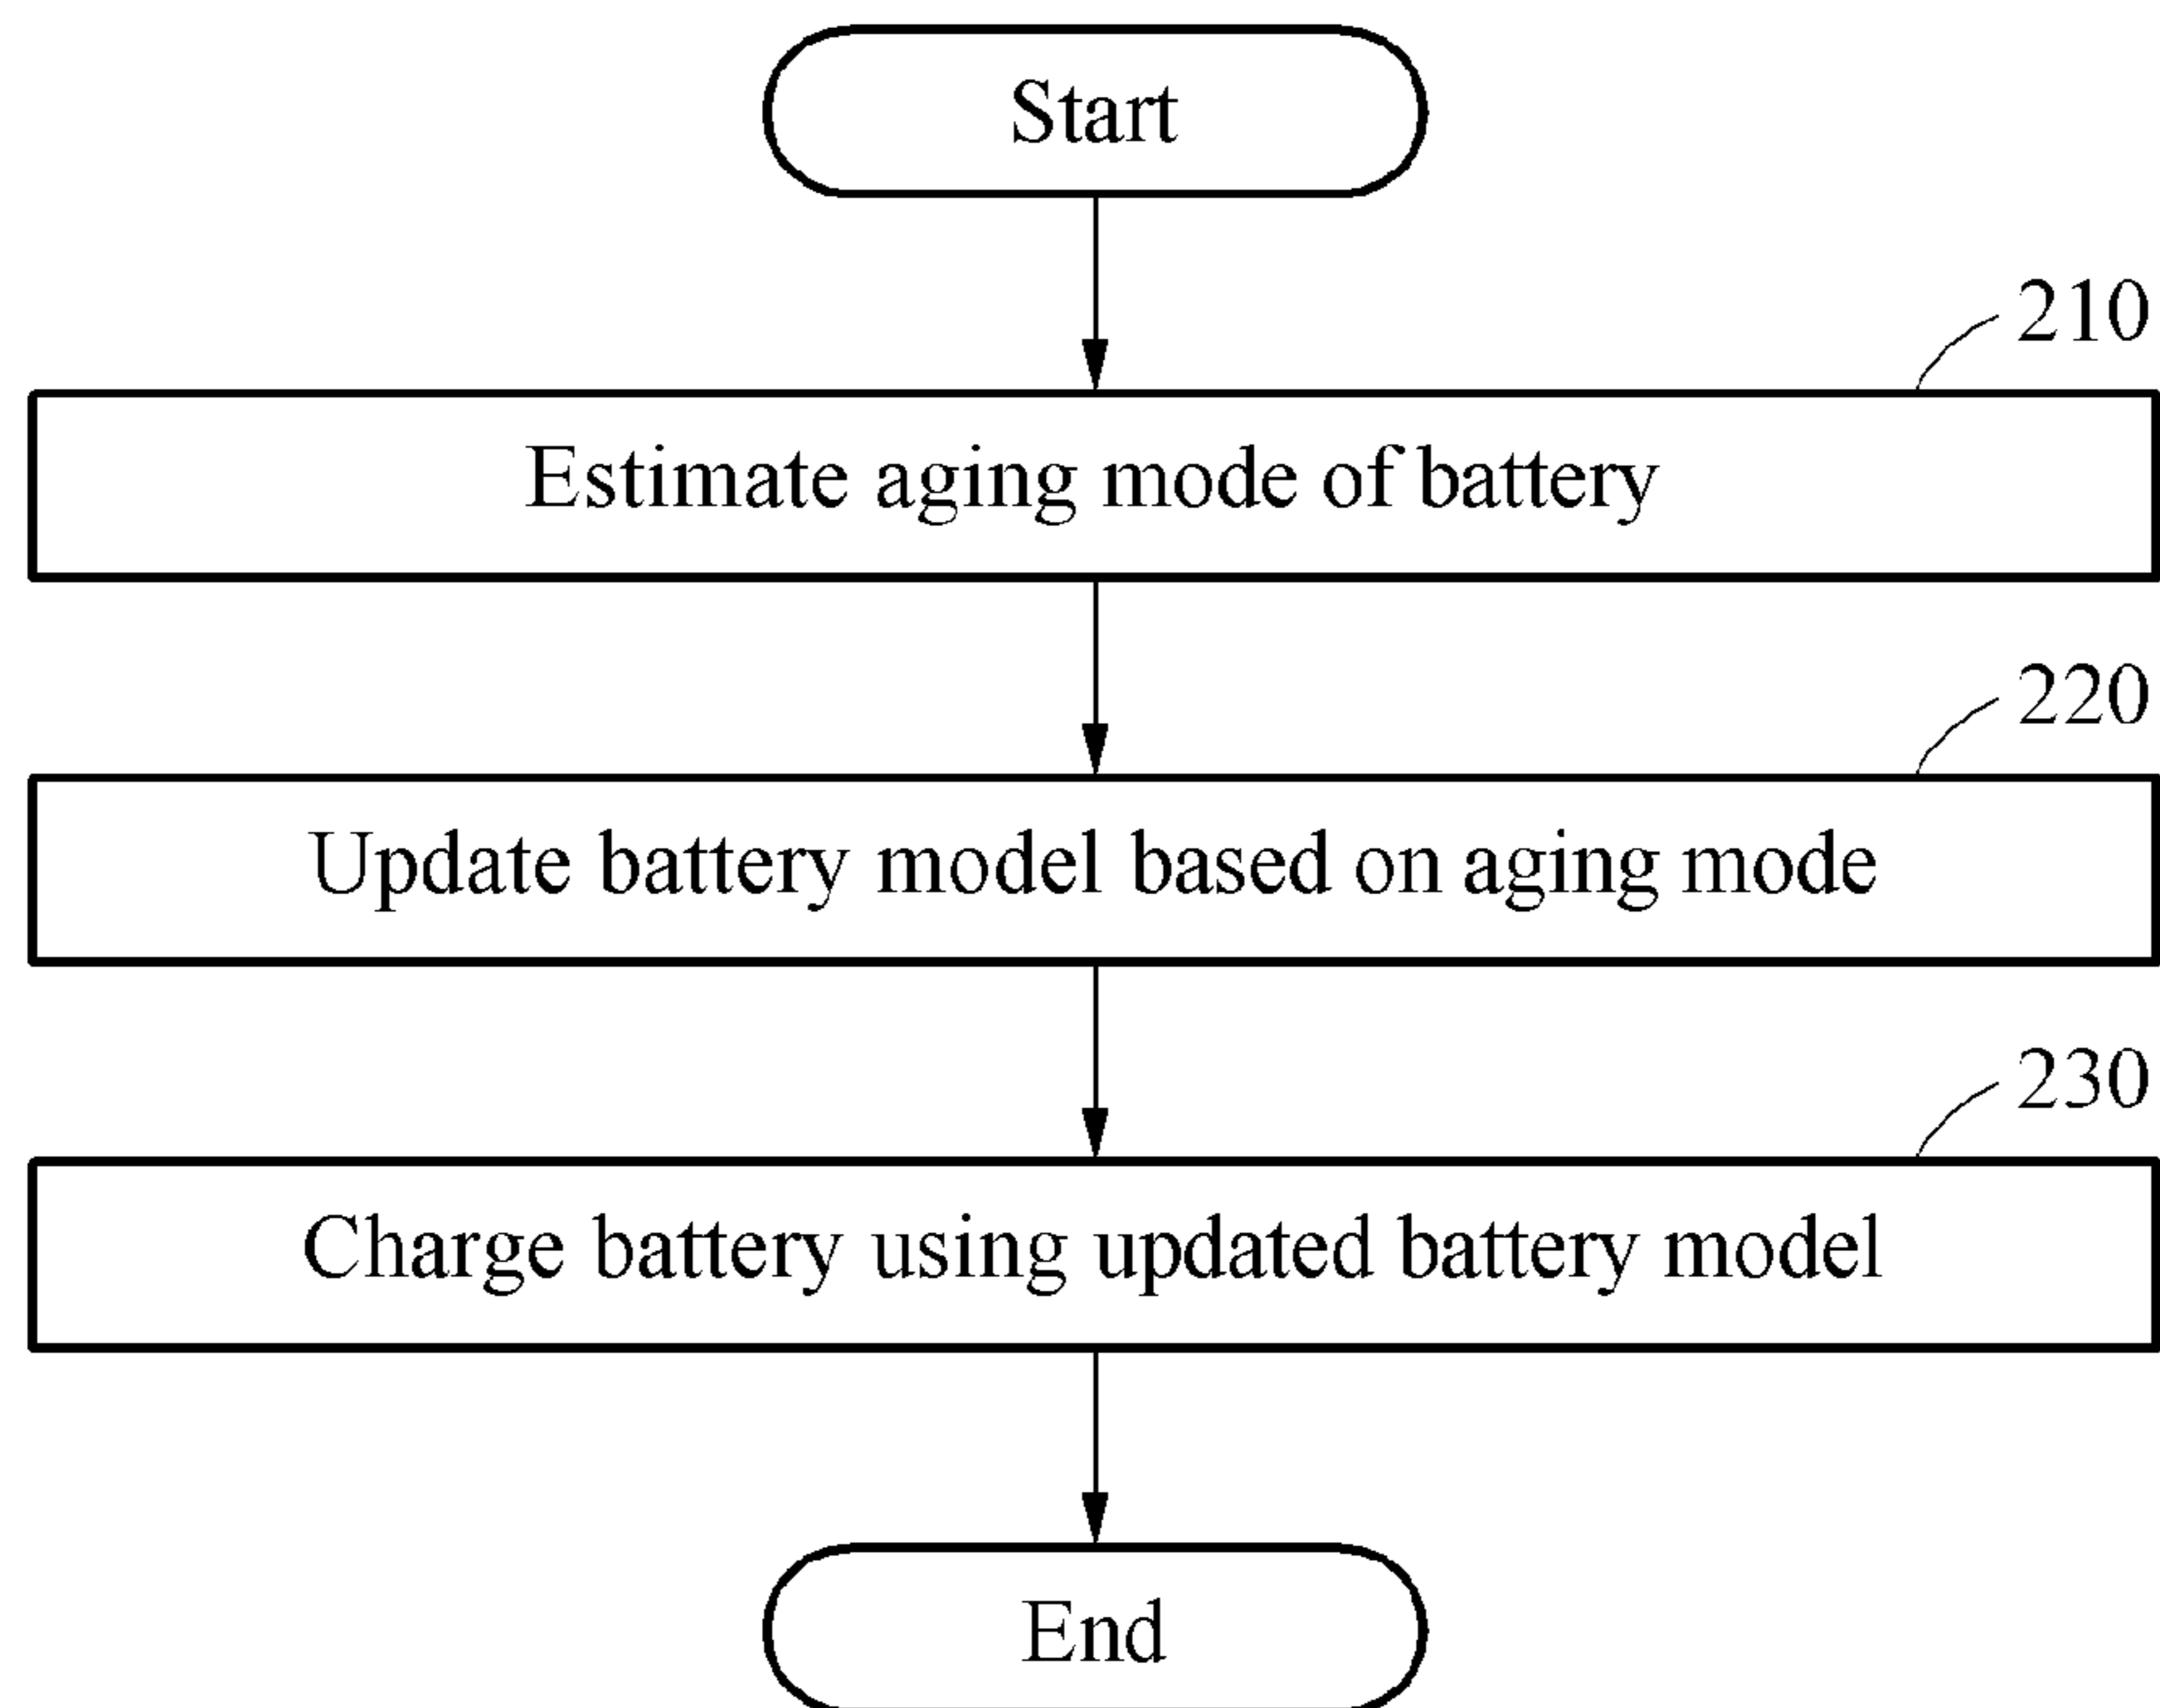 Start
210
Estimate aging mode of battery
220
Update battery model based on aging mode
230
Charge battery using updated battery model
End